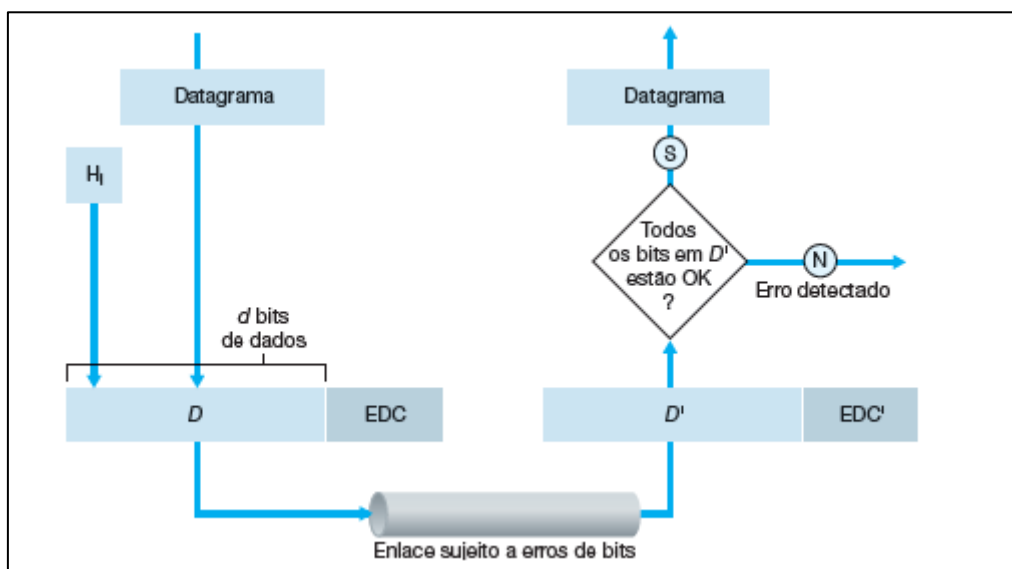 Datagrama
Hl
d bits
de dados
D
EDC
Enlace sujeito a erros de bits
Datagrama
S
Todos
os bits em D'
estão OK
?
N
Erro detectado
D'
EDC'